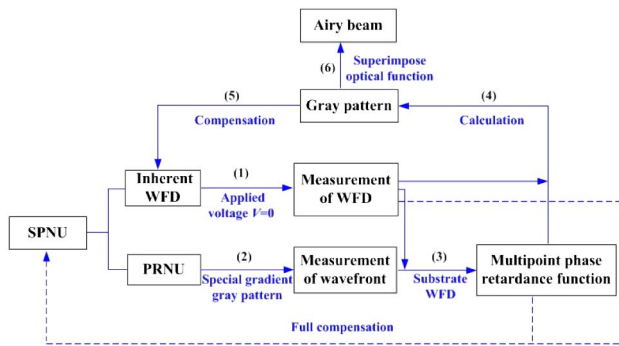 Airy beam
(6)
Superimpose
optical function
(5)
Gray pattern
(4)
Compensation
Calculation
Inherent
WFD
(1)
Applied
voltage V=0
Measurement
of WFD
SPNU
PRNU
(2)
Special gradient
gray pattern
Measurement
of wavefront
(3)
Substrate
WFD
Multipoint phase
retardance function
Full compensation